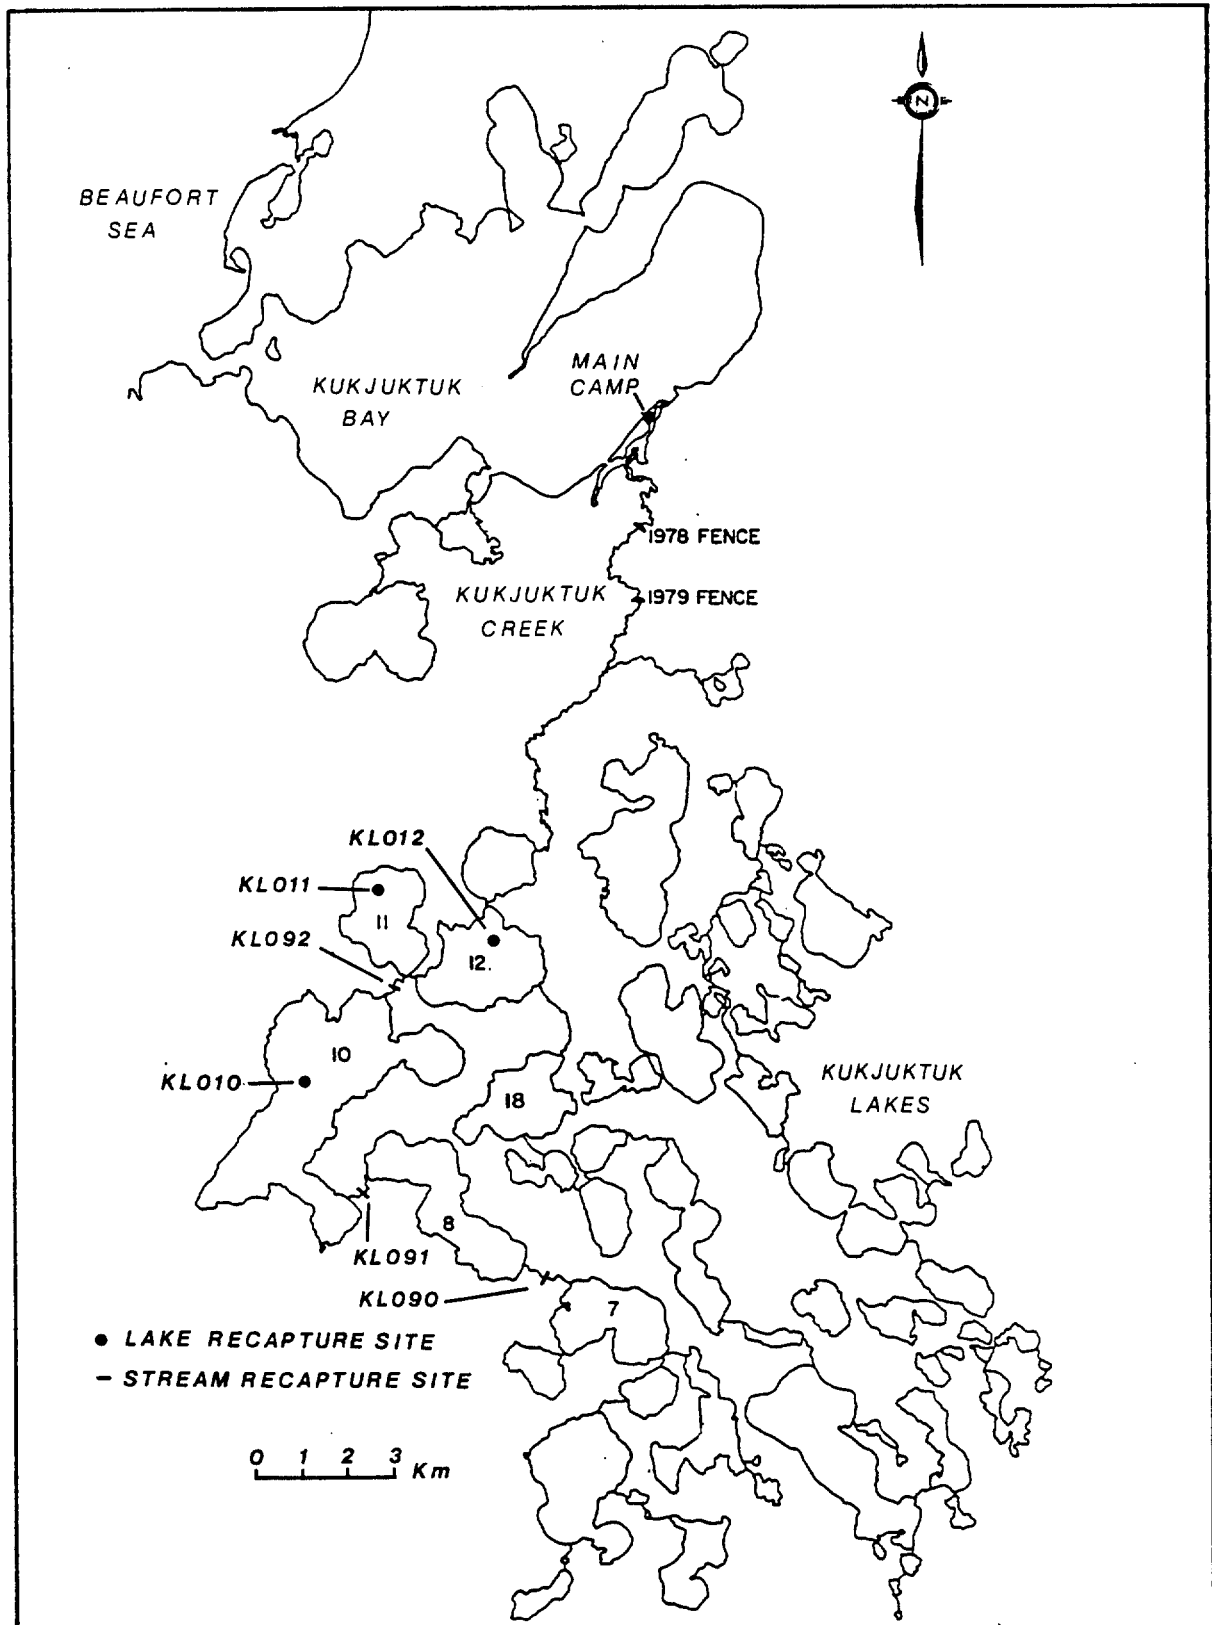 N
BEAUFORT
SEA
MAIN
CAMP
KUKJUKTUK
BAY
1978 FENCE
KUKJUKTUK
CREEK
1979 FENCE
KL012
KL011
11
KL092
12.
10
KL010
18
KUKJUKTUK
LAKES
8
KL091
KL090
7
● LAKE RECAPTURE SITE
– STREAM RECAPTURE SITE
0 1 2 3 Km